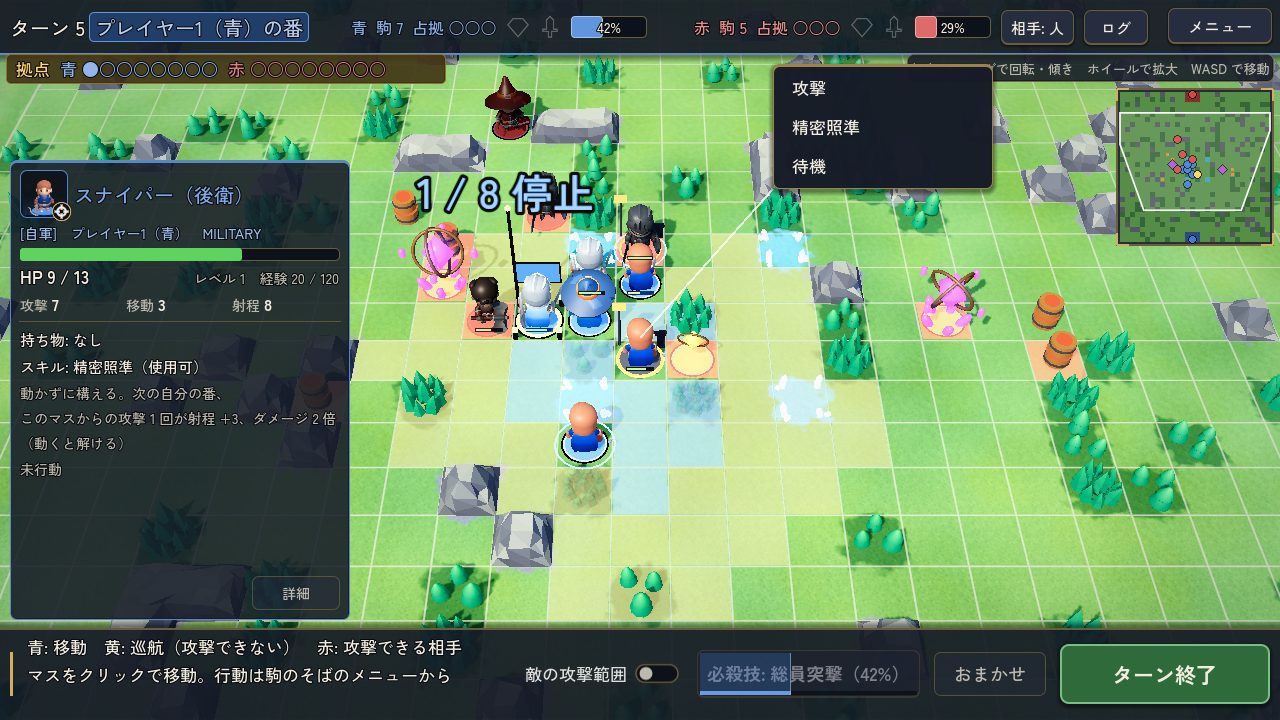 ターン 5 プレイヤー1（青）の番 青 駒 7 占拠 42% 赤 駒 5 占拠 29% 相手: 人 ログ メニュー
拠点 青 赤
で回転・傾き ホイールで拡大 WASD で移動
攻撃
精密照準
待機
1 / 8 停止
スナイパー（後衛）
[自軍] プレイヤー1（青） MILITARY
HP 9 / 13 レベル 1 経験 20 / 120
攻撃 7 移動 3 射程 8
持ち物: なし
スキル: 精密照準（使用可）
動かずに構える。次の自分の番、
このマスからの攻撃 1 回が射程 +3、ダメージ 2 倍
（動くと解ける）
未行動
詳細
青: 移動 黄: 巡航（攻撃できない） 赤: 攻撃できる相手
マスをクリックで移動。行動は駒のそばのメニューから
敵の攻撃範囲
必殺技: 総員突撃（42%）
おまかせ
ターン終了